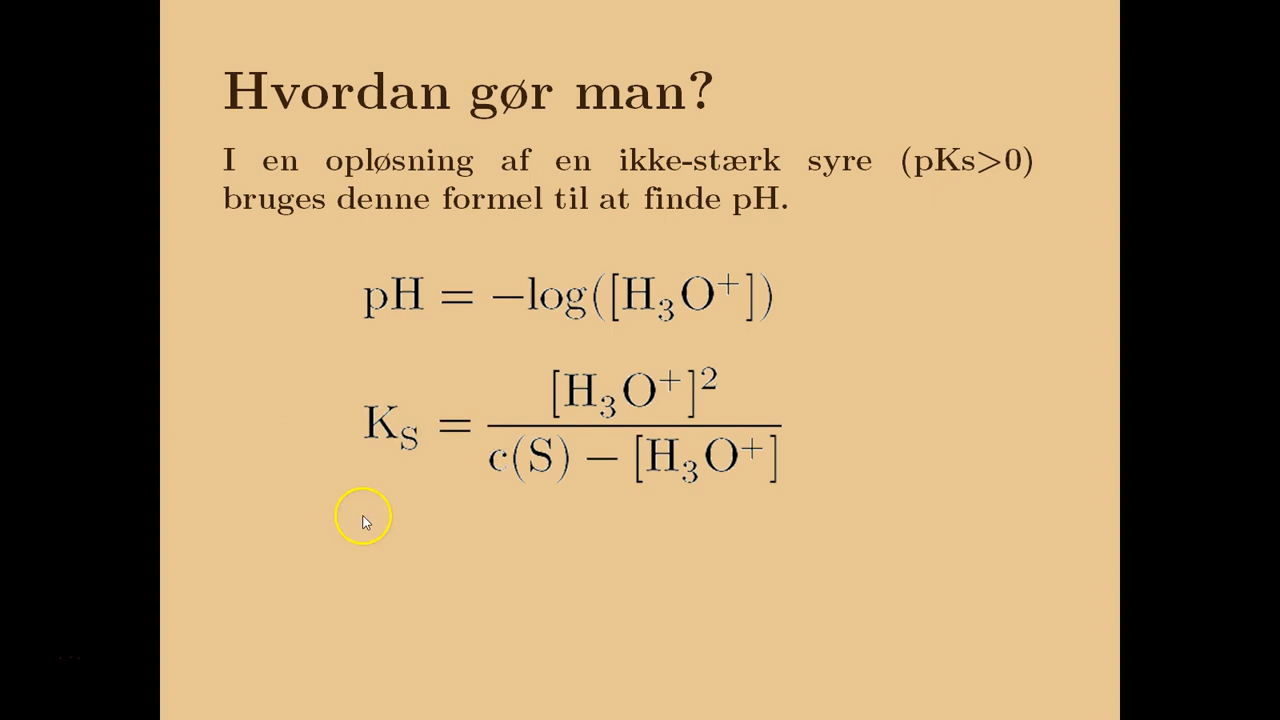 Hvordan gør man?
I en opløsning af en ikke-stærk syre (pKs>0)
bruges denne formel til at finde pH.
pH = −log([H₃O⁺])
K_S = [H₃O⁺]² / (c(S) − [H₃O⁺])